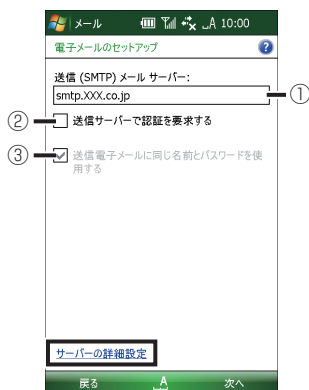 メール A 10:00
電子メールのセットアップ ?
送信 (SMTP) メール サーバー:
smtp.XXX.co.jp ①
② 送信サーバーで認証を要求する
③ 送信電子メールに同じ名前とパスワードを使
用する
サーバーの詳細設定
戻る A 次へ